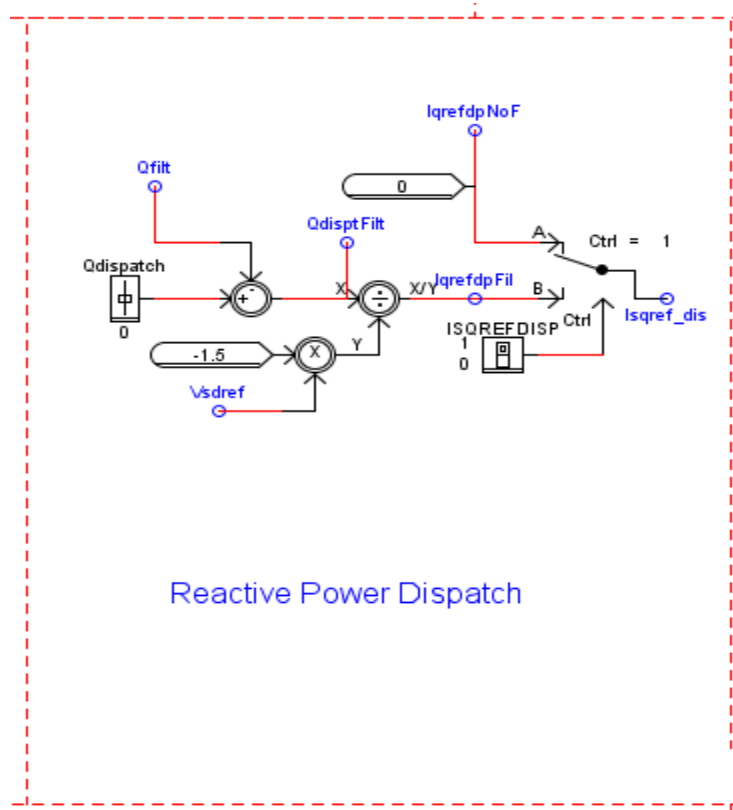 IqrefdpNoF
Qfilt
0
QdisptFilt
A
Ctrl = 1
Qdispatch
X
X/Y
IqrefdpFil
B
+
-
÷
Isqref_dis
0
ISQREFDISP
Ctrl
1
0
-1.5
X
Y
Vsdref
Reactive Power Dispatch